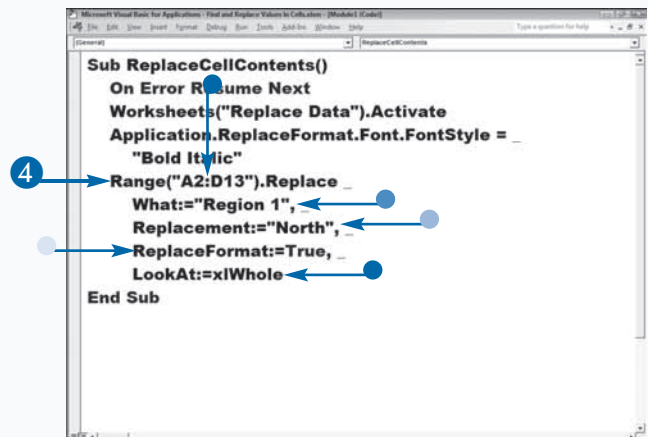 Microsoft Visual Basic for Applications - Find and Replace Values in Cells.xlsm - [Module1 (Code)]
File Edit View Insert Format Debug Run Tools Add-Ins Window Help Type a question for help
(General) ReplaceCellContents
Sub ReplaceCellContents()
On Error Resume Next
Worksheets("Replace Data").Activate
Application.ReplaceFormat.Font.FontStyle = _
"Bold Italic"
4 Range("A2:D13").Replace _
What:="Region 1", _
Replacement:="North", _
ReplaceFormat:=True, _
LookAt:=xlWhole
End Sub